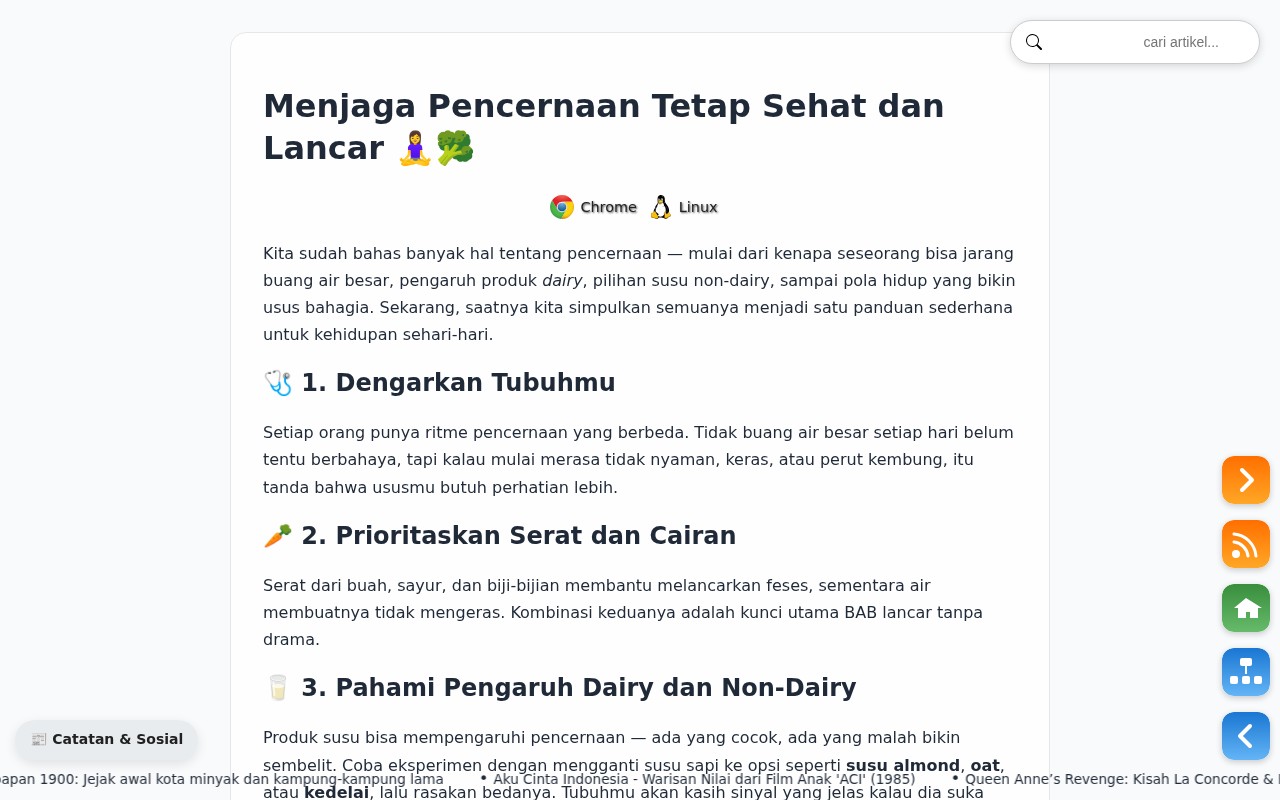 cari artikel...
Menjaga Pencernaan Tetap Sehat dan
Lancar 🧘‍♀️🥦
Chrome Linux
Kita sudah bahas banyak hal tentang pencernaan — mulai dari kenapa seseorang bisa jarang
buang air besar, pengaruh produk dairy, pilihan susu non-dairy, sampai pola hidup yang bikin
usus bahagia. Sekarang, saatnya kita simpulkan semuanya menjadi satu panduan sederhana
untuk kehidupan sehari-hari.
🩺 1. Dengarkan Tubuhmu
Setiap orang punya ritme pencernaan yang berbeda. Tidak buang air besar setiap hari belum
tentu berbahaya, tapi kalau mulai merasa tidak nyaman, keras, atau perut kembung, itu
tanda bahwa ususmu butuh perhatian lebih.
🥕 2. Prioritaskan Serat dan Cairan
Serat dari buah, sayur, dan biji-bijian membantu melancarkan feses, sementara air
membuatnya tidak mengeras. Kombinasi keduanya adalah kunci utama BAB lancar tanpa
drama.
🥛 3. Pahami Pengaruh Dairy dan Non-Dairy
Produk susu bisa mempengaruhi pencernaan — ada yang cocok, ada yang malah bikin
sembelit. Coba eksperimen dengan mengganti susu sapi ke opsi seperti susu almond, oat,
atau kedelai, lalu rasakan bedanya. Tubuhmu akan kasih sinyal yang jelas kalau dia suka
📰 Catatan & Sosial
apan 1900: Jejak awal kota minyak dan kampung-kampung lama • Aku Cinta Indonesia - Warisan Nilai dari Film Anak 'ACI' (1985) • Queen Anne’s Revenge: Kisah La Concorde &